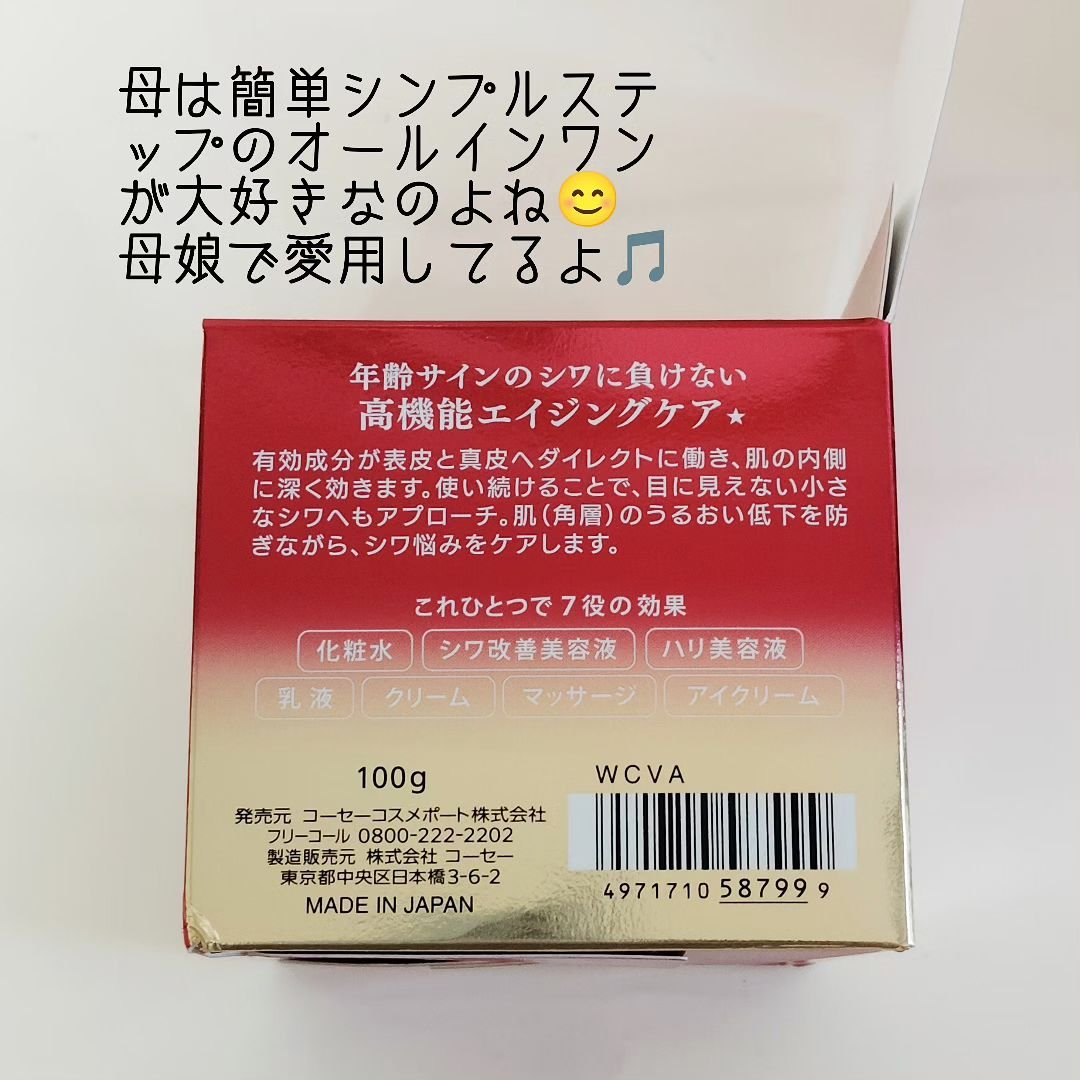 母は簡単シンプルステ
ップのオールインワン
が大好きなのよね😊
母娘で愛用してるよ🎵
年齢サインのシワに負けない
高機能エイジングケア★
有効成分が表皮と真皮へダイレクトに働き、肌の内側
に深く効きます。使い続けることで、目に見えない小さ
なシワへもアプローチ。肌(角層)のうるおい低下を防
ぎながら、シワ悩みをケアします。
これひとつで7役の効果
化粧水 シワ改善美容液 ハリ美容液
乳液 クリーム マッサージ アイクリーム
100g
発売元 コーセーコスメポート株式会社
フリーコール 0800-222-2202
製造販売元 株式会社 コーセー
東京都中央区日本橋3-6-2
MADE IN JAPAN
WCVA
4971710 587999